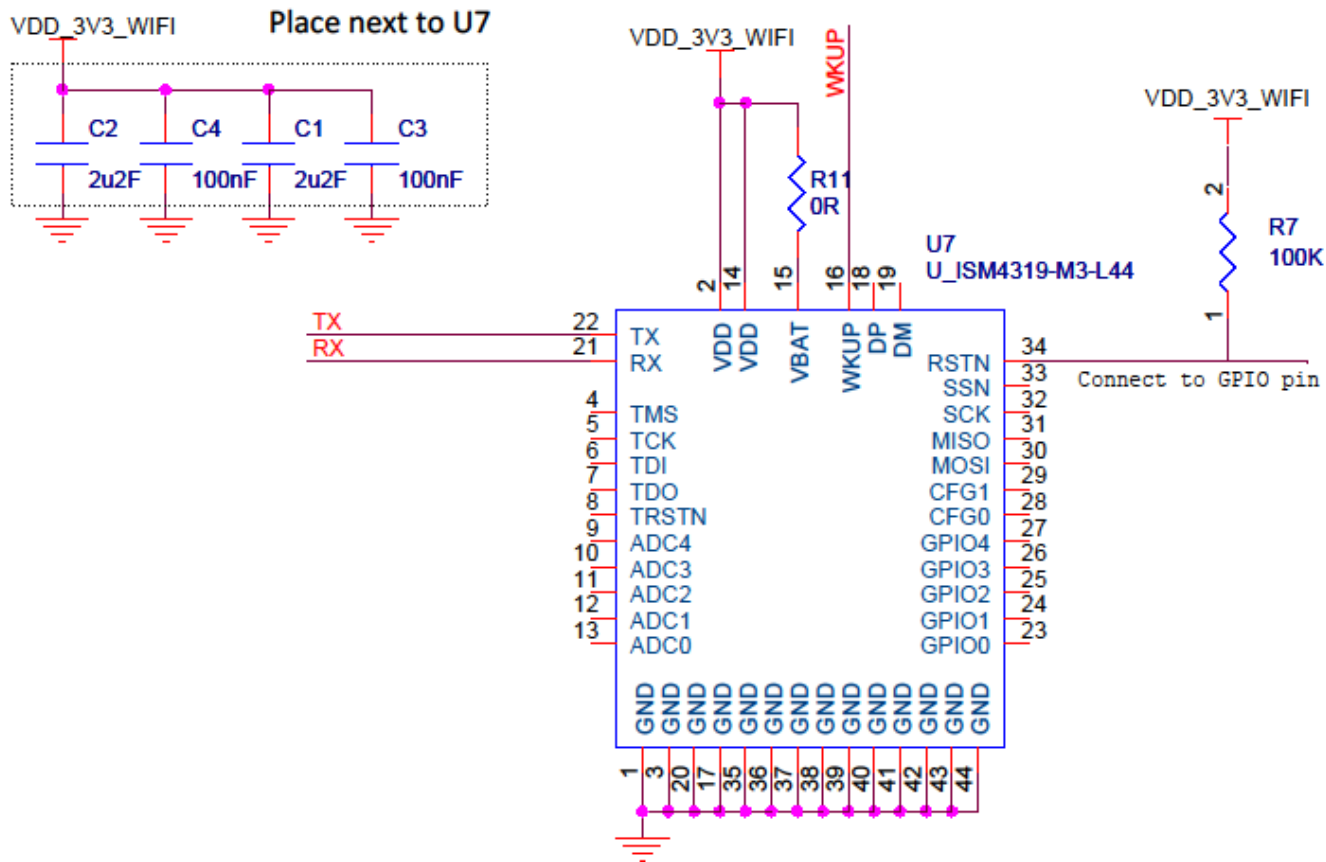 VDD_3V3_WIFI
Place next to U7
C2
2u2F
C4
100nF
C1
2u2F
C3
100nF
VDD_3V3_WIFI
WKUP
VDD_3V3_WIFI
R11
0R
2
R7
100K
1
U7
U_ISM4319-M3-L44
2
14
15
16
18
19
VDD
VDD
VBAT
WKUP
DP
DM
TX
RX
22 TX
21 RX
4 TMS
5 TCK
6 TDI
7 TDO
8 TRSTN
9 ADC4
10 ADC3
11 ADC2
12 ADC1
13 ADC0
RSTN 34
SSN 33
SCK 32
MISO 31
MOSI 30
CFG1 29
CFG0 28
GPIO4 27
GPIO3 26
GPIO2 25
GPIO1 24
GPIO0 23
Connect to GPIO pin
GND
GND
GND
GND
GND
GND
GND
GND
GND
GND
GND
GND
GND
GND
1
3
20
17
35
36
37
38
39
40
41
42
43
44